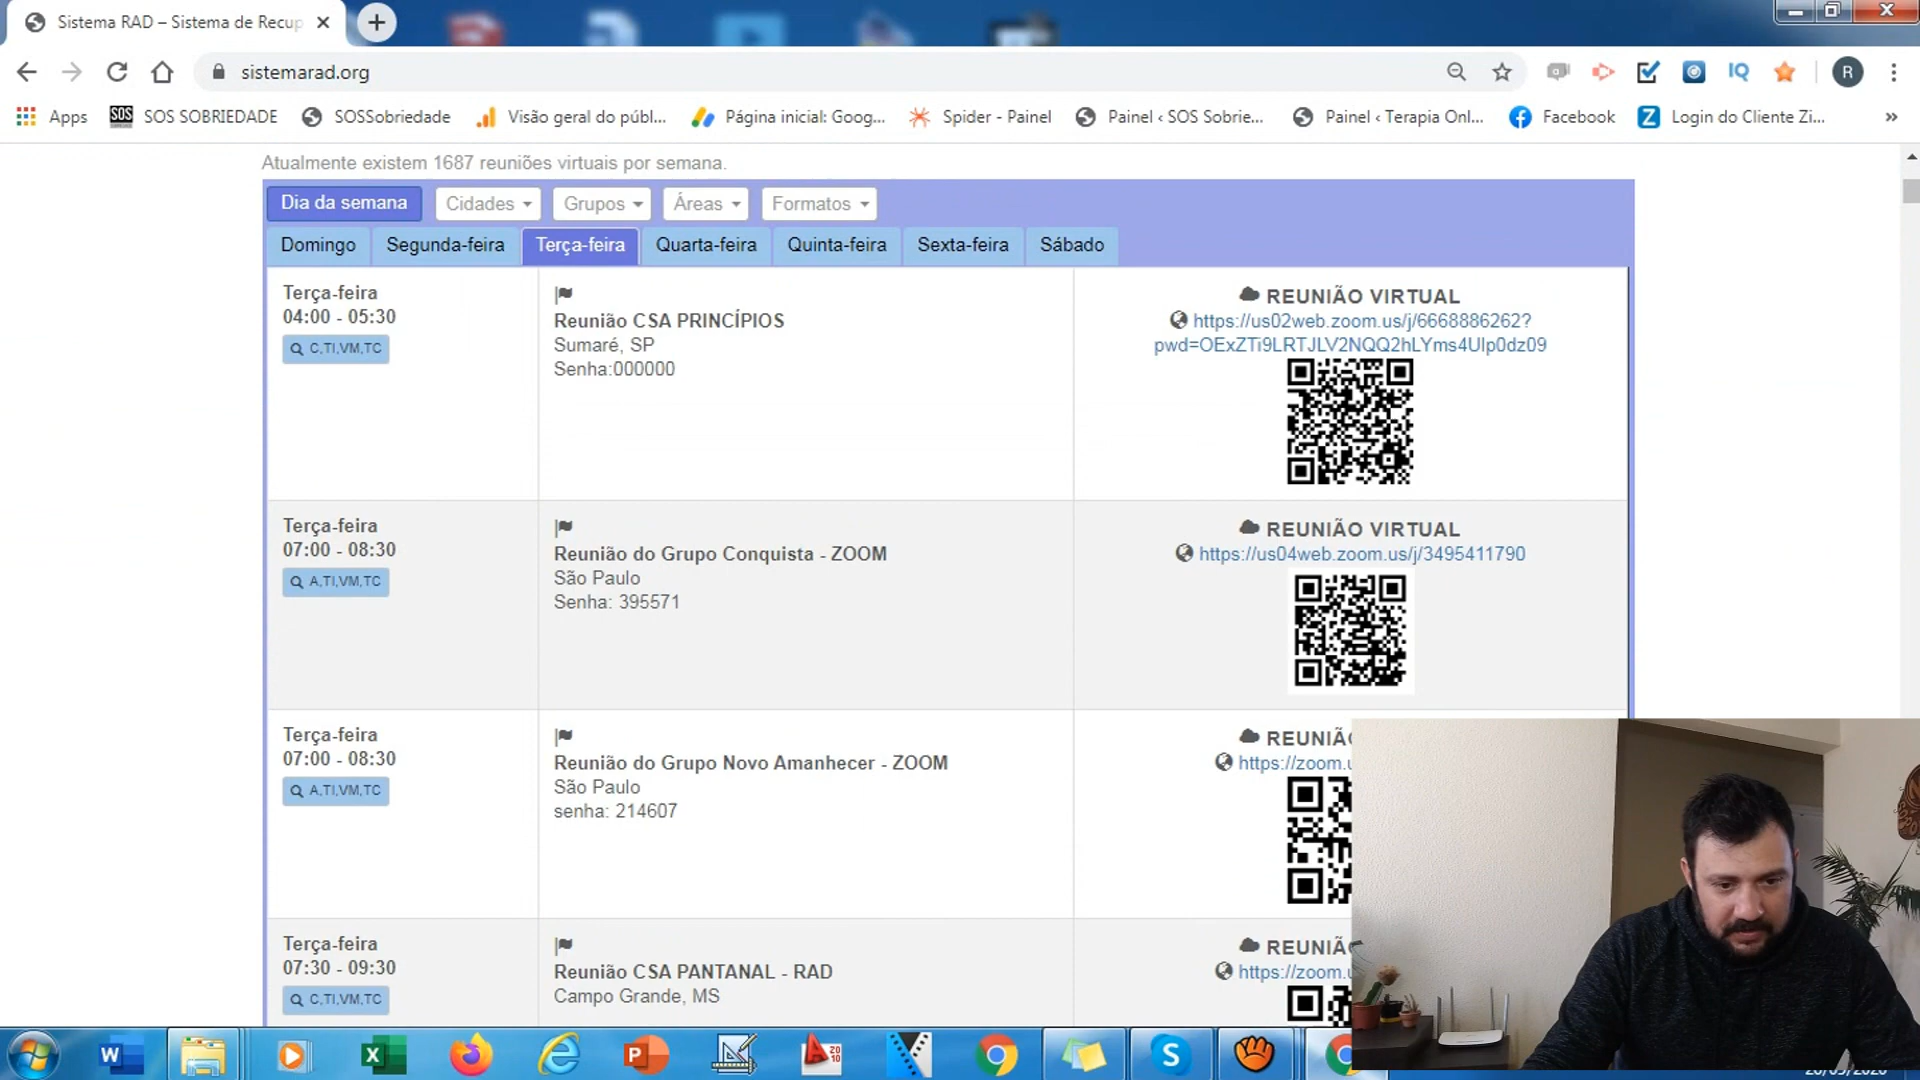 Sistema RAD – Sistema de Recup
sistemarad.org
R
Apps
SOS SOBRIEDADE
SOSSobriedade
Visão geral do públ...
Página inicial: Goog...
Spider - Painel
Painel ‹ SOS Sobrie...
Painel ‹ Terapia Onl...
Facebook
Login do Cliente Zi...
Atualmente existem 1687 reuniões virtuais por semana.
Dia da semana
Cidades
Grupos
Áreas
Formatos
Domingo
Segunda-feira
Terça-feira
Quarta-feira
Quinta-feira
Sexta-feira
Sábado
Terça-feira
04:00 - 05:30
C,TI,VM,TC
Reunião CSA PRINCÍPIOS
Sumaré, SP
Senha:000000
REUNIÃO VIRTUAL
https://us02web.zoom.us/j/6668886262?
pwd=OExZTi9LRTJLV2NQQ2hLYms4Ulp0dz09
Terça-feira
07:00 - 08:30
A,TI,VM,TC
Reunião do Grupo Conquista - ZOOM
São Paulo
Senha: 395571
REUNIÃO VIRTUAL
https://us04web.zoom.us/j/3495411790
Terça-feira
07:00 - 08:30
A,TI,VM,TC
Reunião do Grupo Novo Amanhecer - ZOOM
São Paulo
senha: 214607
REUNIÃO
https://zoom.u
Terça-feira
07:30 - 09:30
C,TI,VM,TC
Reunião CSA PANTANAL - RAD
Campo Grande, MS
REUNIÃO
https://zoom.u